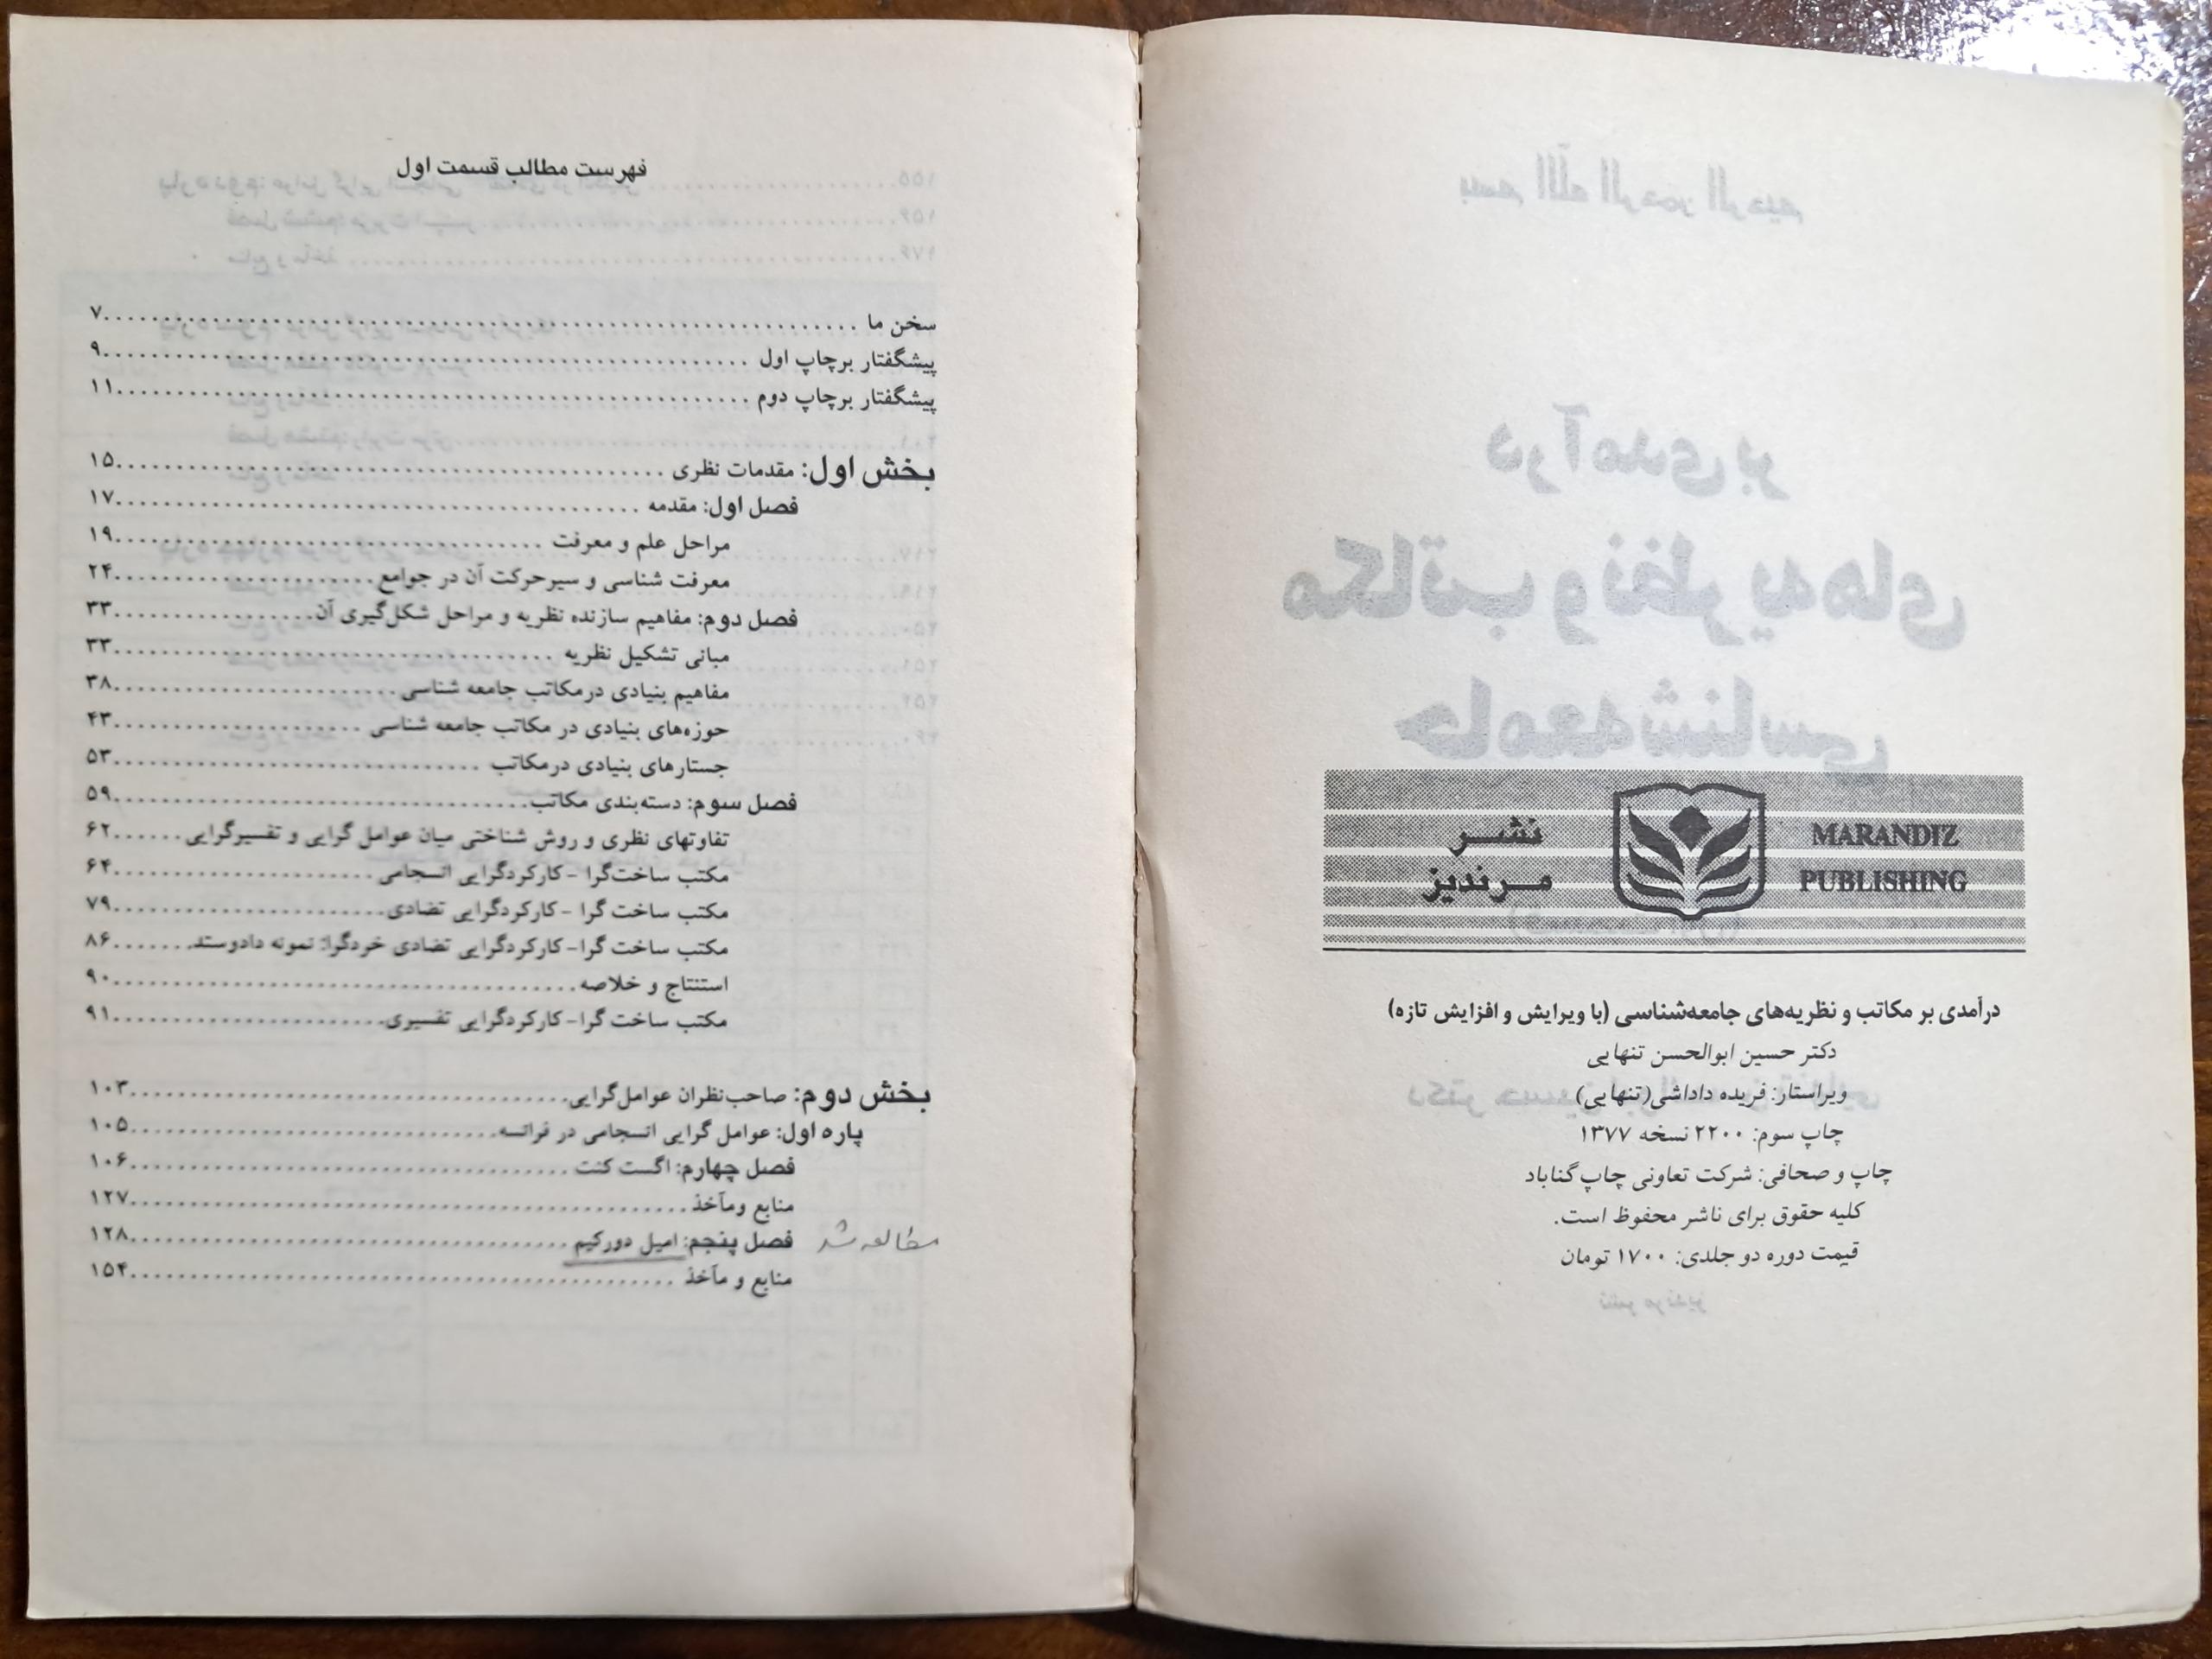 نشر
مرندیز
MARANDIZ
PUBLISHING
درآمدی بر مکاتب و نظریه‌های جامعه‌شناسی (با ویرایش و افزایش تازه)
دکتر حسین ابوالحسن تنهایی
ویراستار: فریده داداشی(تنهایی)
چاپ سوم: ۲۲۰۰ نسخه ۱۳۷۷
چاپ و صحافی: شرکت تعاونی چاپ گناباد
کلیه حقوق برای ناشر محفوظ است.
قیمت دوره دو جلدی: ۱۷۰۰ تومان
فهرست مطالب قسمت اول
سخن ما ..........۷
پیشگفتار برچاپ اول ..........۹
پیشگفتار برچاپ دوم ..........۱۱
بخش اول: مقدمات نظری ..........۱۵
فصل اول: مقدمه ..........۱۷
مراحل علم و معرفت ..........۱۹
معرفت شناسی و سیرحرکت آن در جوامع..........۲۴
فصل دوم: مفاهیم سازنده نظریه و مراحل شکل‌گیری آن..........۳۳
مبانی تشکیل نظریه ..........۳۳
مفاهیم بنیادی درمکاتب جامعه شناسی ..........۳۸
حوزه‌های بنیادی در مکاتب جامعه شناسی ..........۴۳
جستارهای بنیادی درمکاتب ..........۵۳
فصل سوم: دسته‌بندی مکاتب..........۵۹
تفاوتهای نظری و روش شناختی میان عوامل گرایی و تفسیرگرایی ..........۶۲
مکتب ساخت‌گرا -کارکردگرایی انسجامی ..........۶۴
مکتب ساخت گرا -کارکردگرایی تضادی..........۷۹
مکتب ساخت گرا-کارکردگرایی تضادی خردگرا: نمونه دادوستد..........۸۶
استنتاج و خلاصه..........۹۰
مکتب ساخت گرا-کارکردگرایی تفسیری..........۹۱
بخش دوم: صاحب‌نظران عوامل‌گرایی..........۱۰۳
پاره اول: عوامل گرایی انسجامی در فرانسه..........۱۰۵
فصل چهارم: اگست کنت ..........۱۰۶
منابع ومآخذ..........۱۲۷
مطالعه شد فصل پنجم: امیل دورکیم ..........۱۲۸
منابع و مآخذ ..........۱۵۴